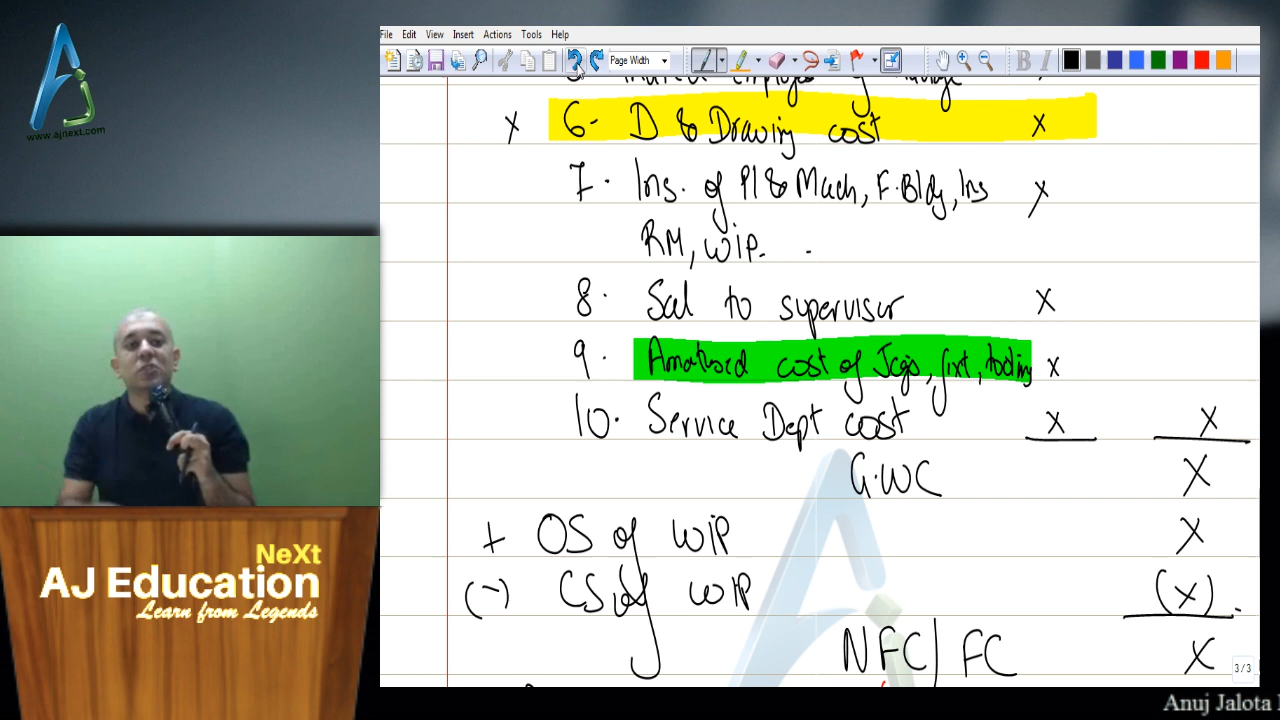 File Edit View Insert Actions Tools Help
Page Width
B I U
www.ajnext.com
x 6- D & Drawing cost x
7. Ins. of Pl & Mach, F. Bldg, Ins x
RM, WIP.
8. Sal to supervisor x
9. cost of Jigs, fixt, tooling x
10. Service Dept cost x x
G.WC x
+ OS of WIP x
(-) CS of WIP (x).
NFC/FC x
3/3
NeXt
AJ Education
Learn from Legends
Anuj Jalota